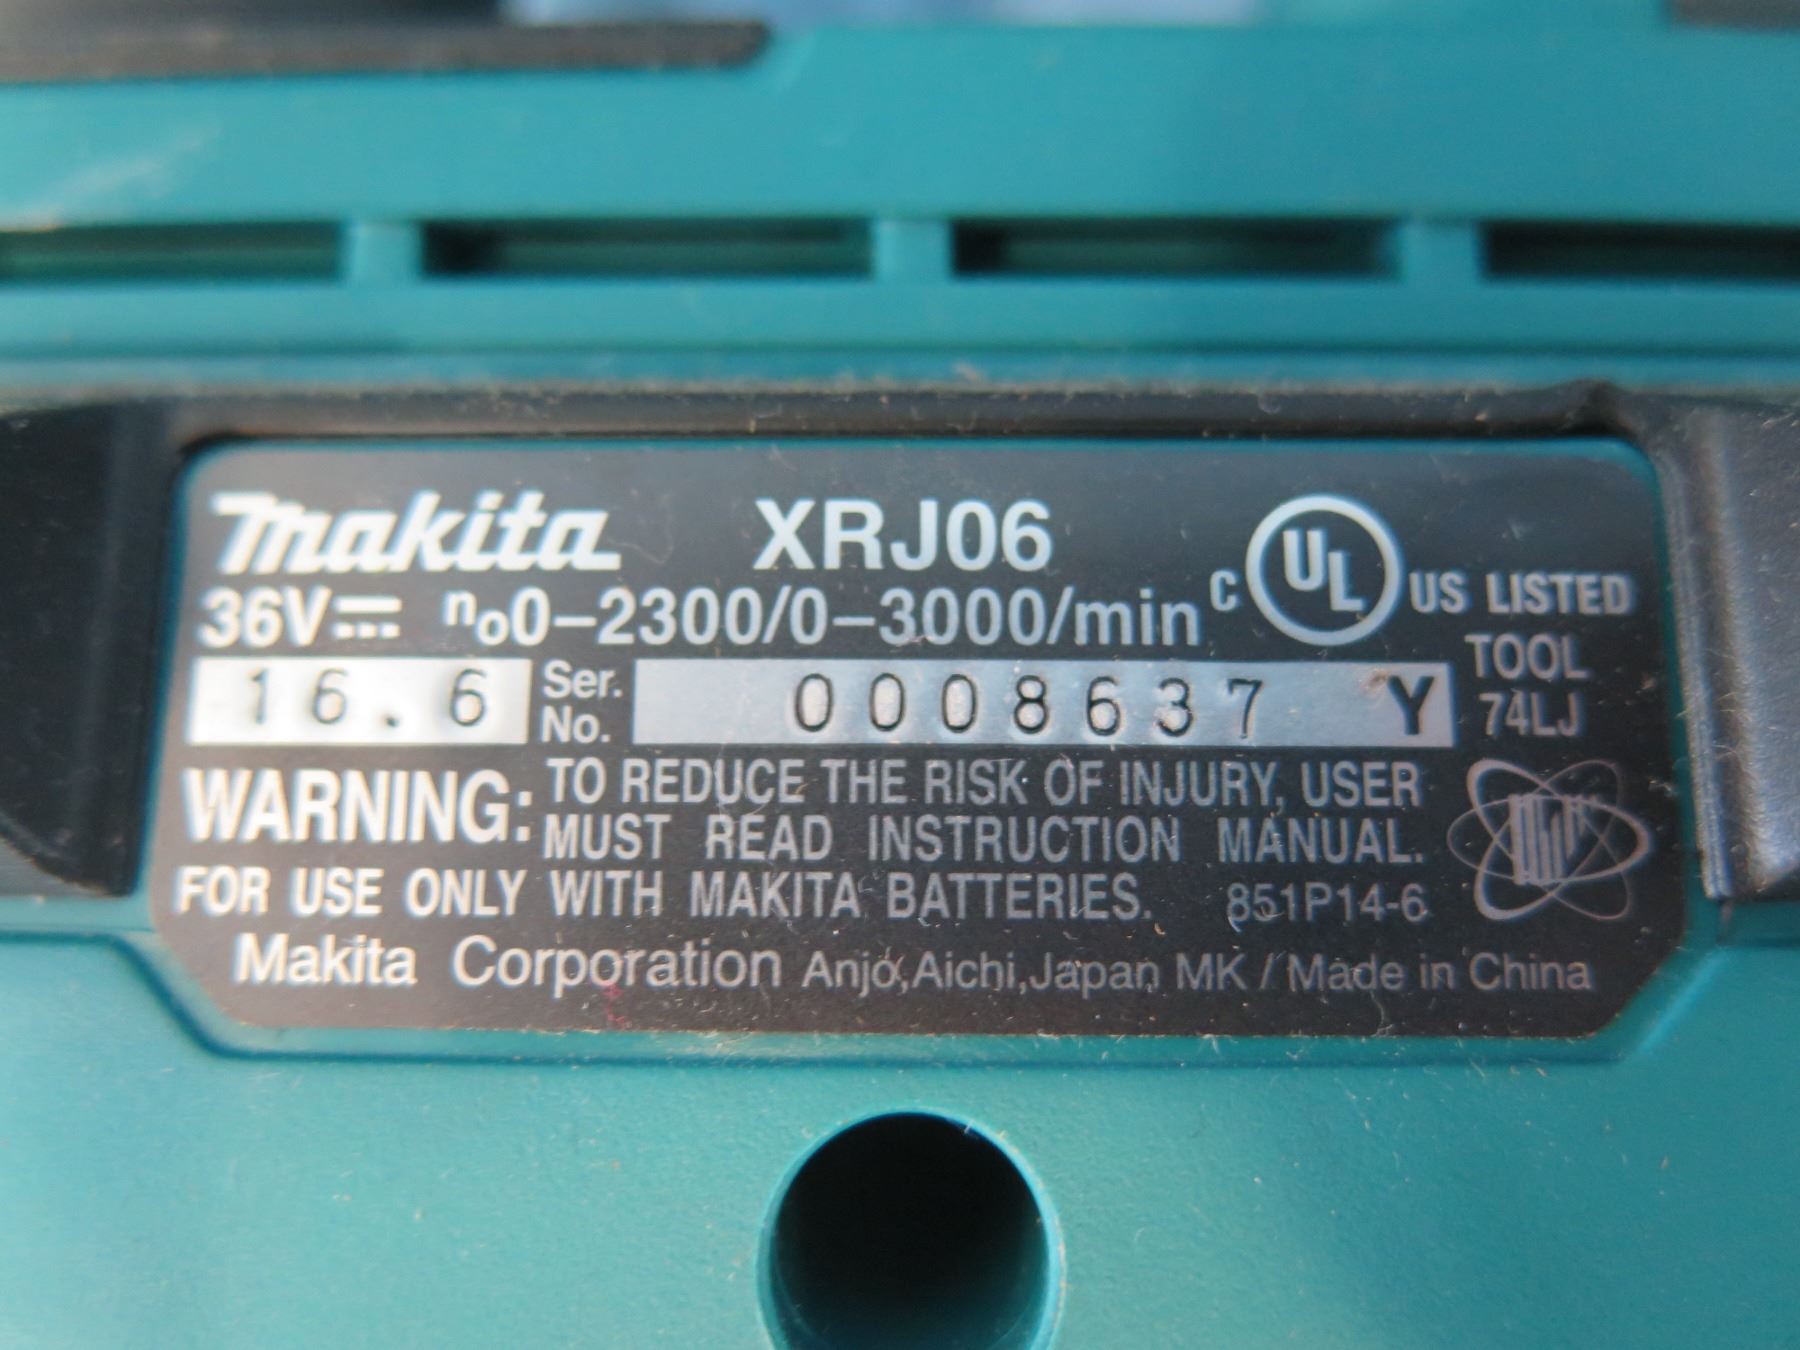 makita XRJ06
36V n₀0–2300/0–3000/min C UL US LISTED
TOOL
74LJ
16.6 Ser. No. 0008637 Y
WARNING: TO REDUCE THE RISK OF INJURY, USER
MUST READ INSTRUCTION MANUAL.
FOR USE ONLY WITH MAKITA BATTERIES. 851P14-6
Makita Corporation Anjo,Aichi,Japan MK / Made in China